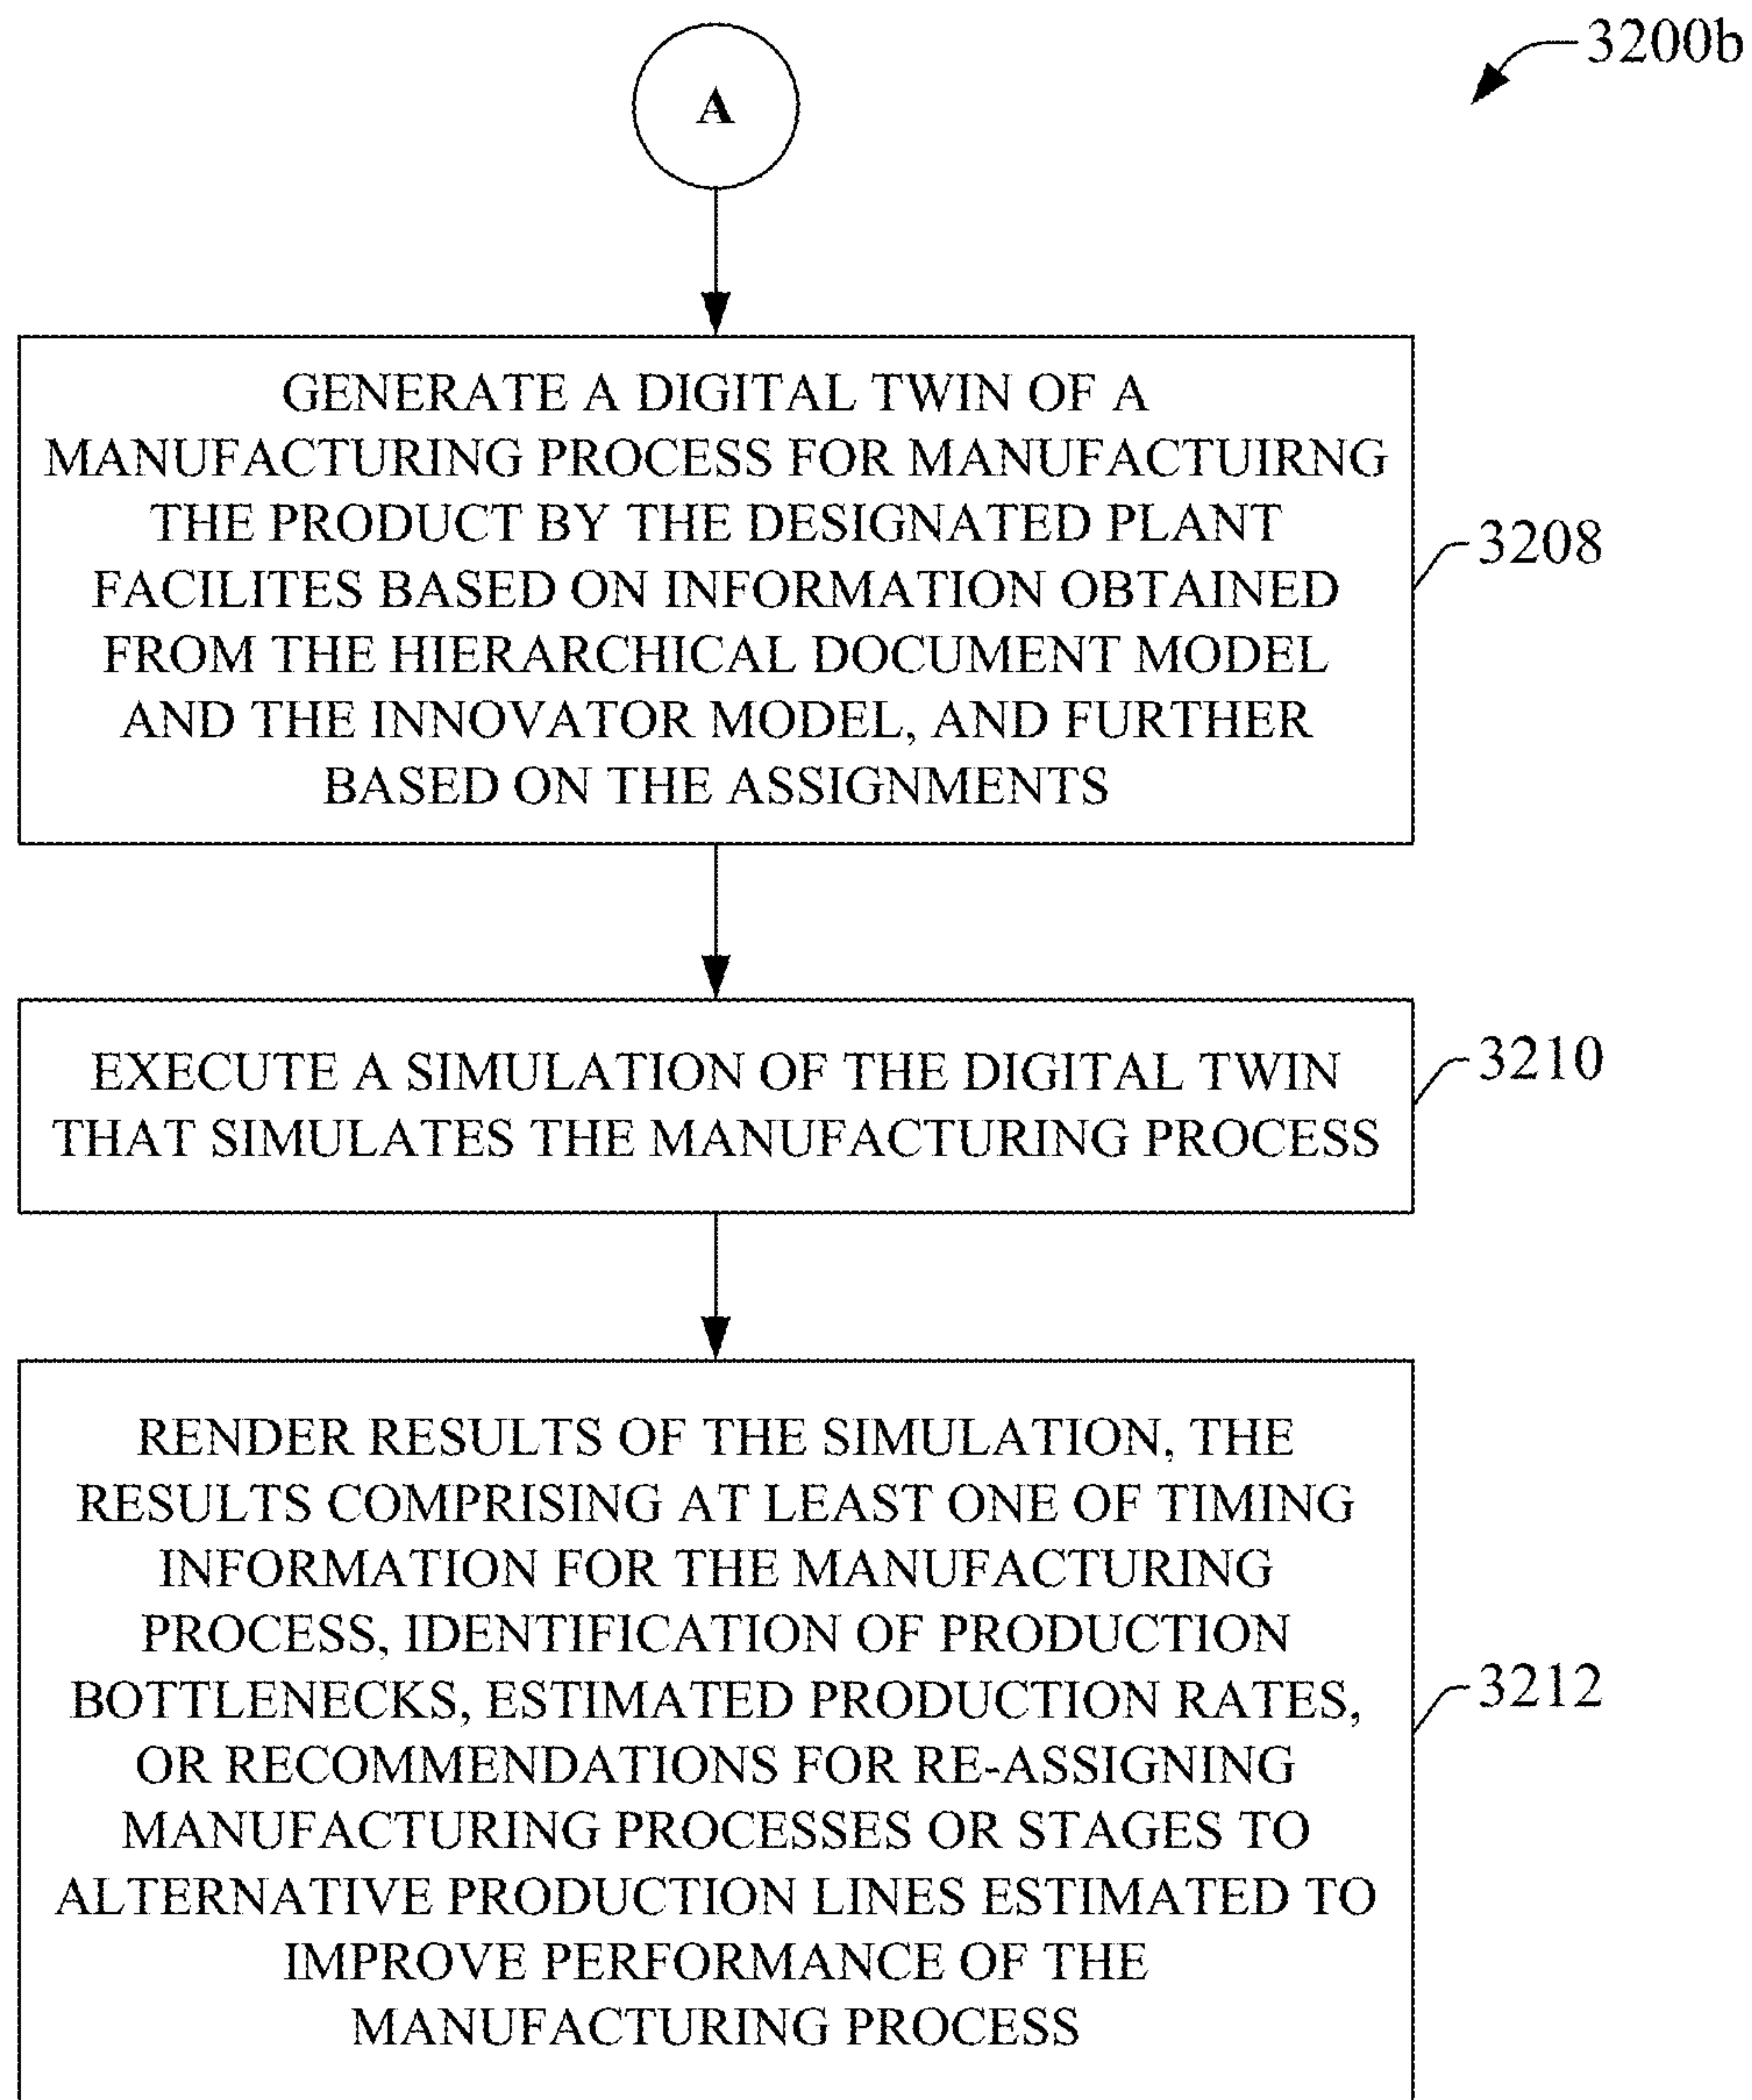 3200b
A
GENERATE A DIGITAL TWIN OF A
MANUFACTURING PROCESS FOR MANUFACTUIRNG
THE PRODUCT BY THE DESIGNATED PLANT
FACILITES BASED ON INFORMATION OBTAINED
FROM THE HIERARCHICAL DOCUMENT MODEL
AND THE INNOVATOR MODEL, AND FURTHER
BASED ON THE ASSIGNMENTS
3208
EXECUTE A SIMULATION OF THE DIGITAL TWIN
THAT SIMULATES THE MANUFACTURING PROCESS
3210
RENDER RESULTS OF THE SIMULATION, THE
RESULTS COMPRISING AT LEAST ONE OF TIMING
INFORMATION FOR THE MANUFACTURING
PROCESS, IDENTIFICATION OF PRODUCTION
BOTTLENECKS, ESTIMATED PRODUCTION RATES,
OR RECOMMENDATIONS FOR RE-ASSIGNING
MANUFACTURING PROCESSES OR STAGES TO
ALTERNATIVE PRODUCTION LINES ESTIMATED TO
IMPROVE PERFORMANCE OF THE
MANUFACTURING PROCESS
3212